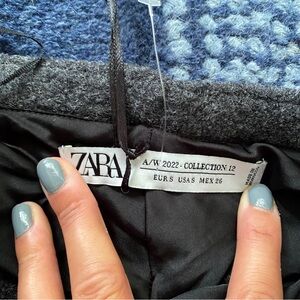 ZARA
A/W 2022 - COLLECTION: 12
EUR S USA S MEX 26